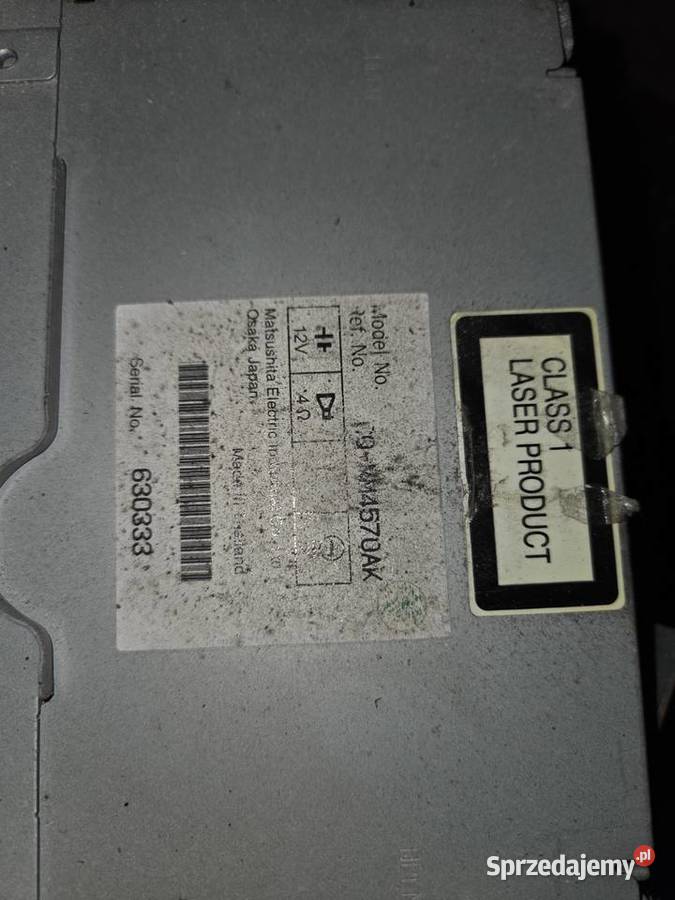 CLASS 1
LASER PRODUCT
Model No.
Ref. No.
12V 4Ω
Matsushita Electric
Osaka Japan
Made
Serial No. 630333
Sprzedajemy.pl